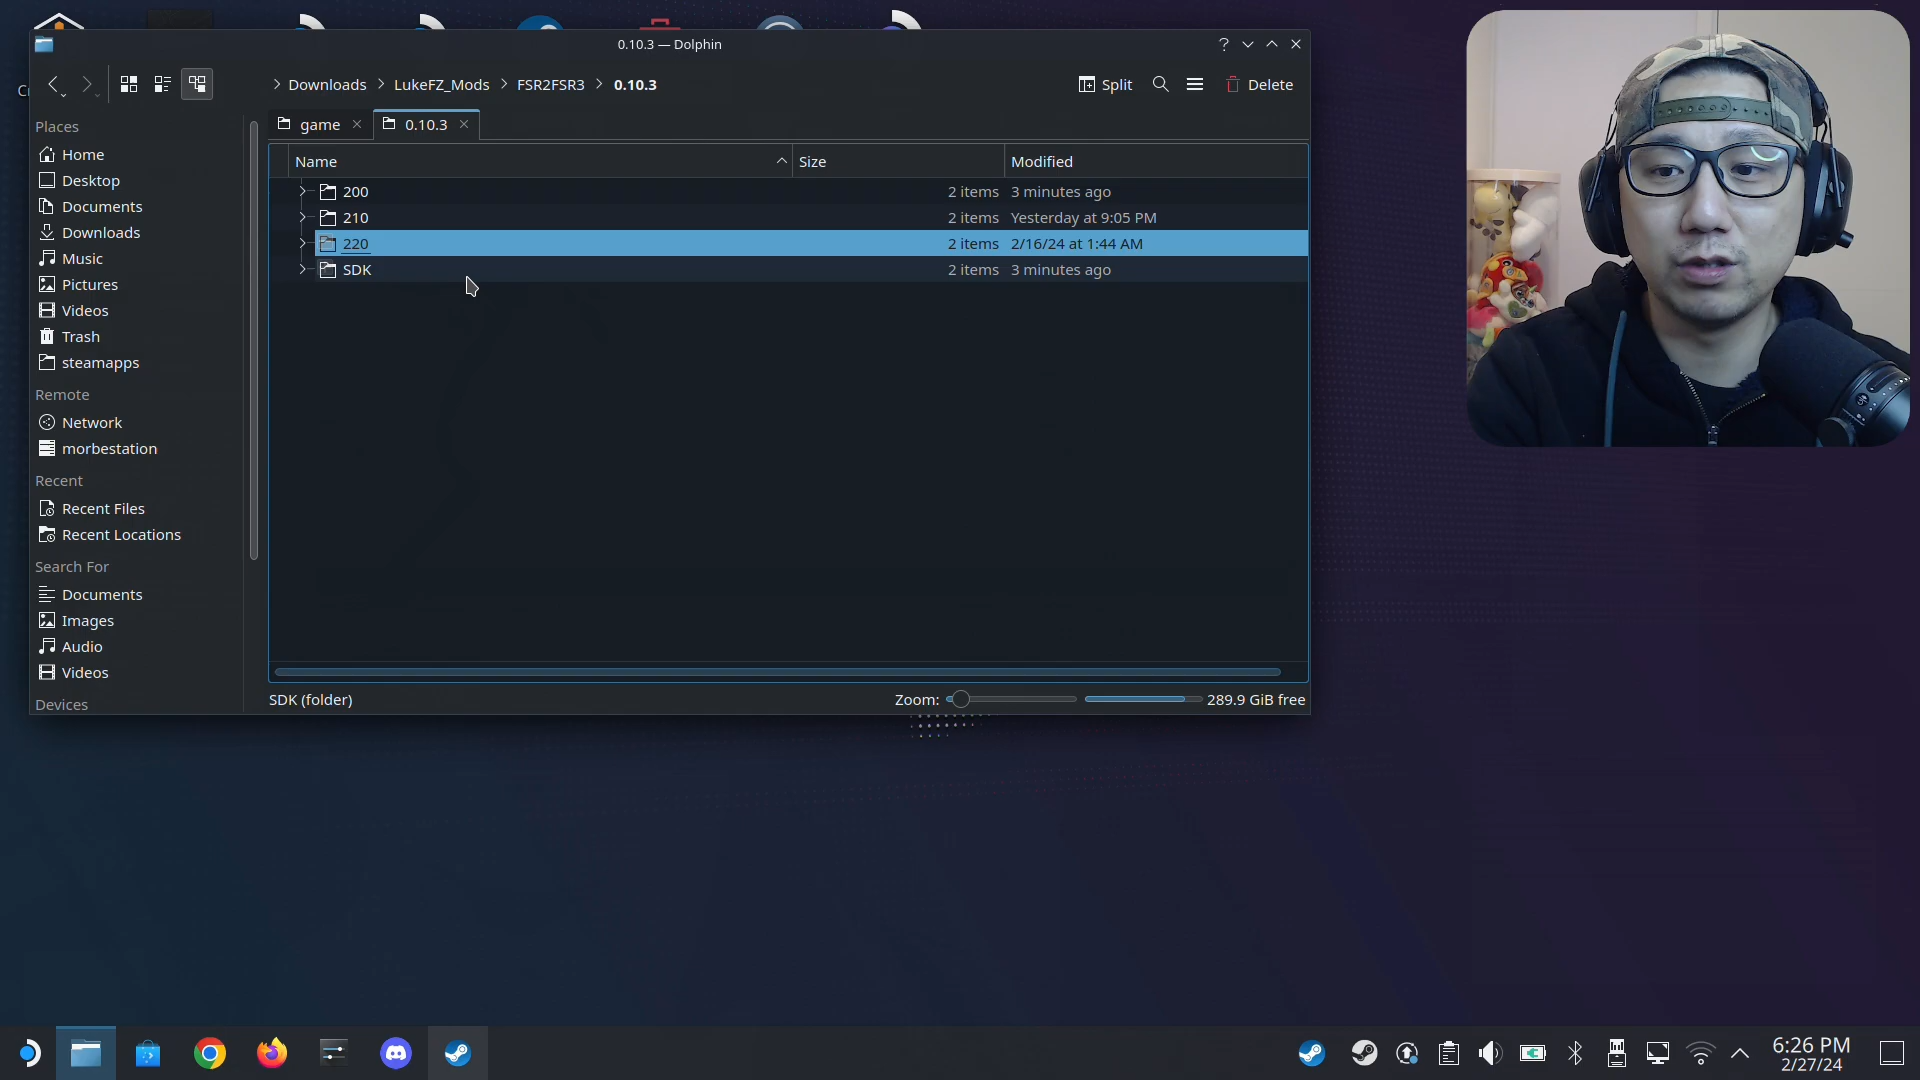 0.10.3 — Dolphin
Downloads
LukeFZ_Mods
FSR2FSR3
0.10.3
Split
Delete
game
0.10.3
Places
Home
Desktop
Documents
Downloads
Music
Pictures
Videos
Trash
steamapps
Remote
Network
morbestation
Recent
Recent Files
Recent Locations
Search For
Documents
Images
Audio
Videos
Devices
Name
Size
Modified
200
2 items
3 minutes ago
210
2 items
Yesterday at 9:05 PM
220
2 items
2/16/24 at 1:44 AM
SDK
2 items
3 minutes ago
SDK (folder)
Zoom:
289.9 GiB free
6:26 PM
2/27/24